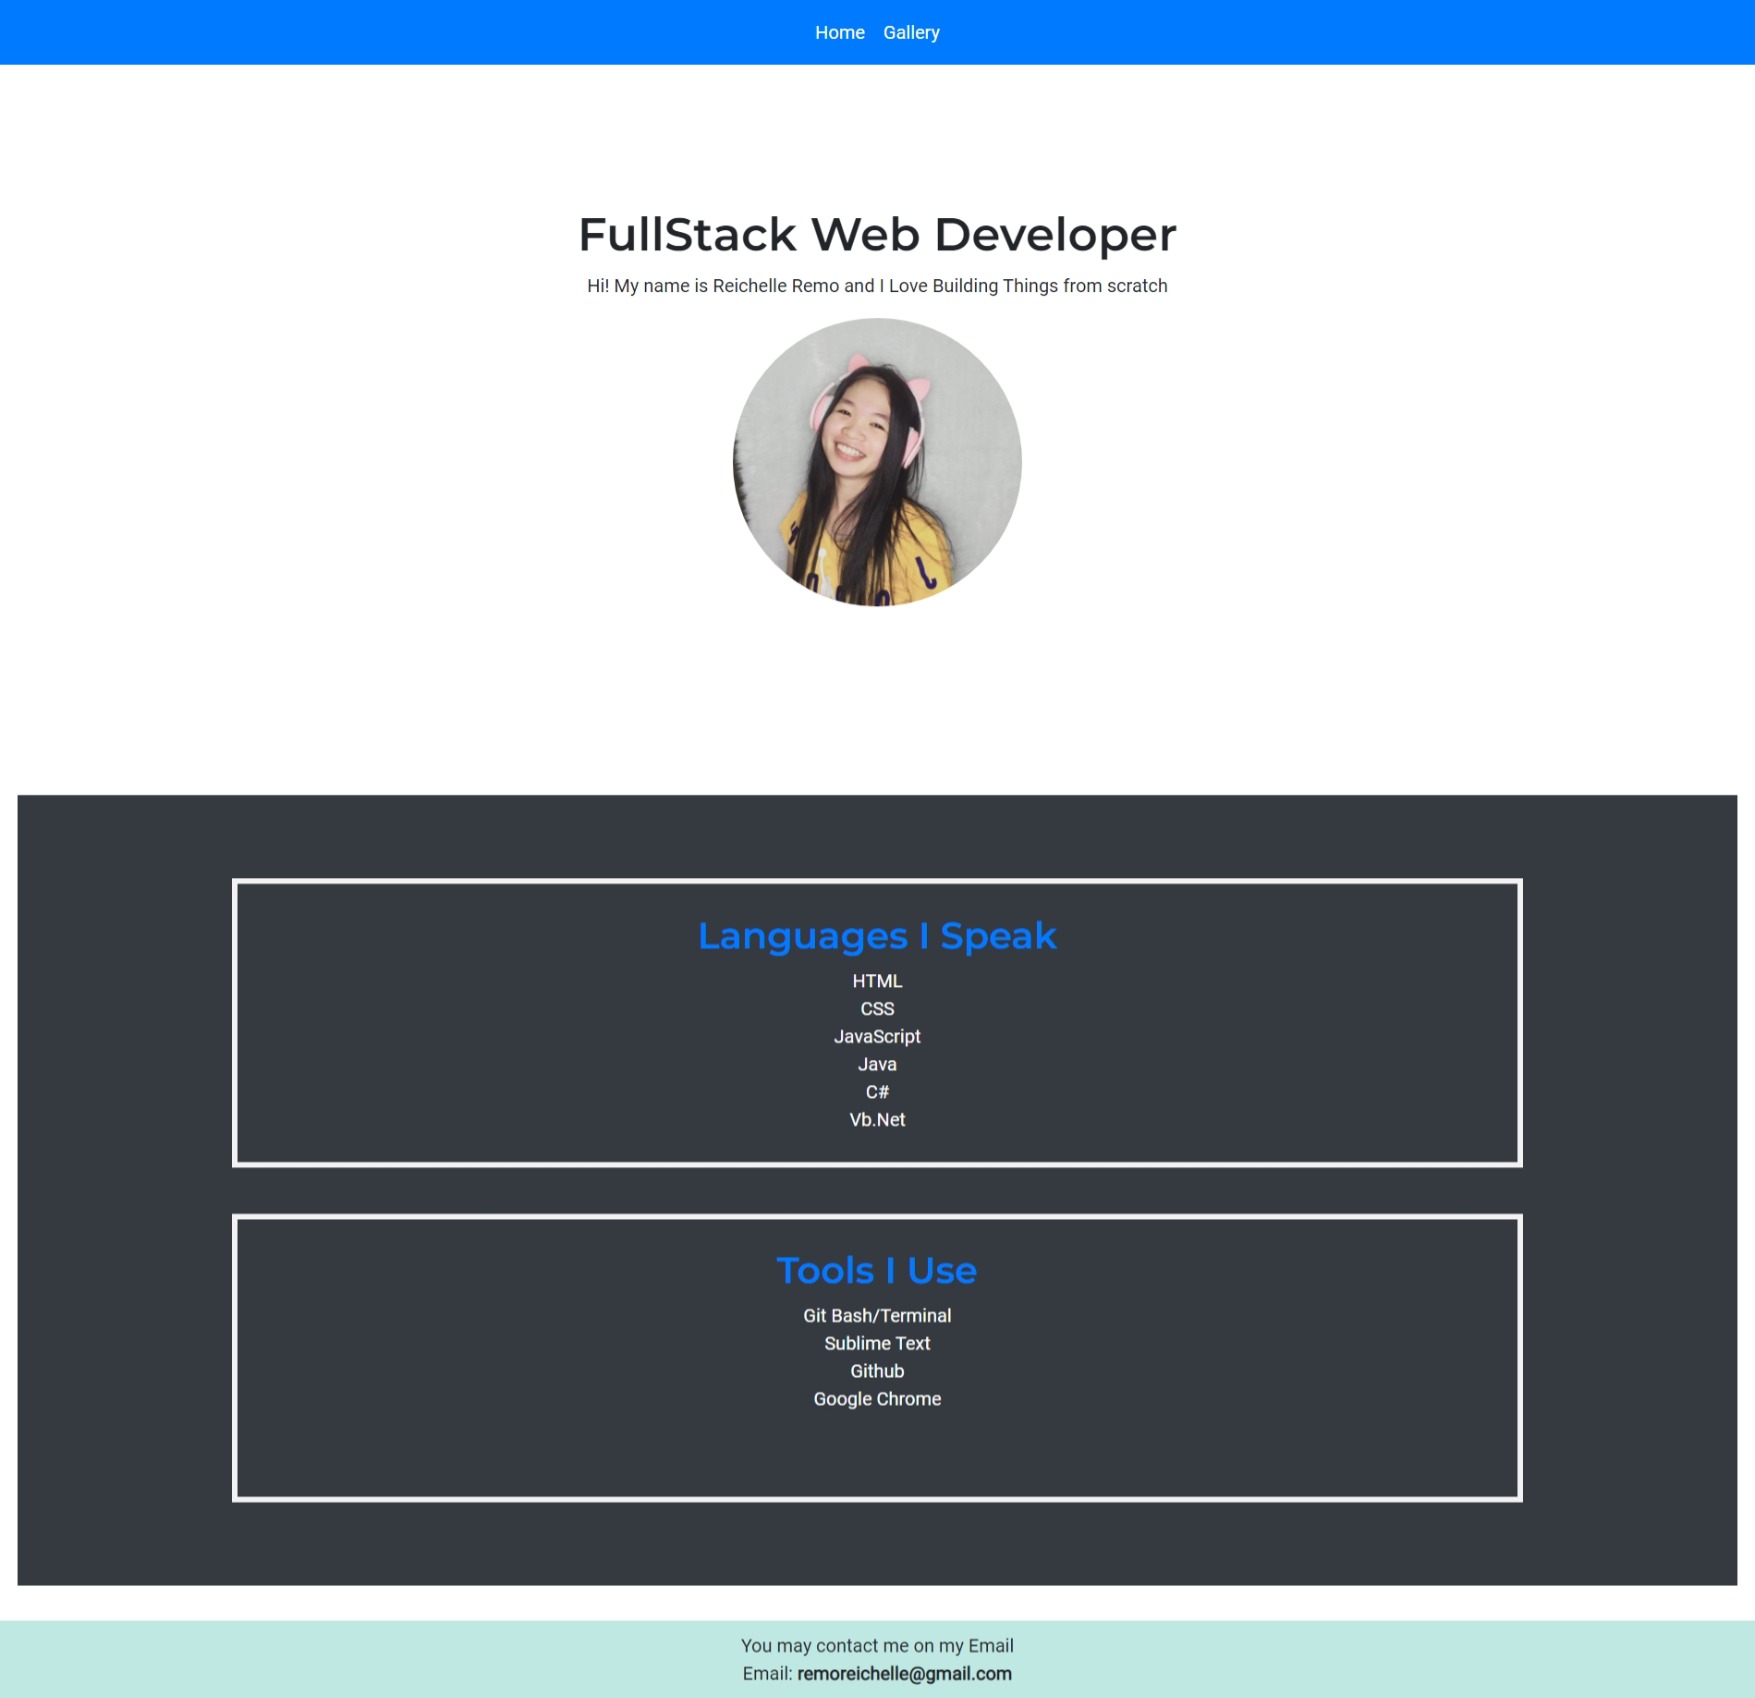 Home Gallery
FullStack Web Developer
Hi! My name is Reichelle Remo and I Love Building Things from scratch
Languages I Speak
HTML
CSS
JavaScript
Java
C#
Vb.Net
Tools I Use
Git Bash/Terminal
Sublime Text
Github
Google Chrome
You may contact me on my Email
Email: remoreichelle@gmail.com